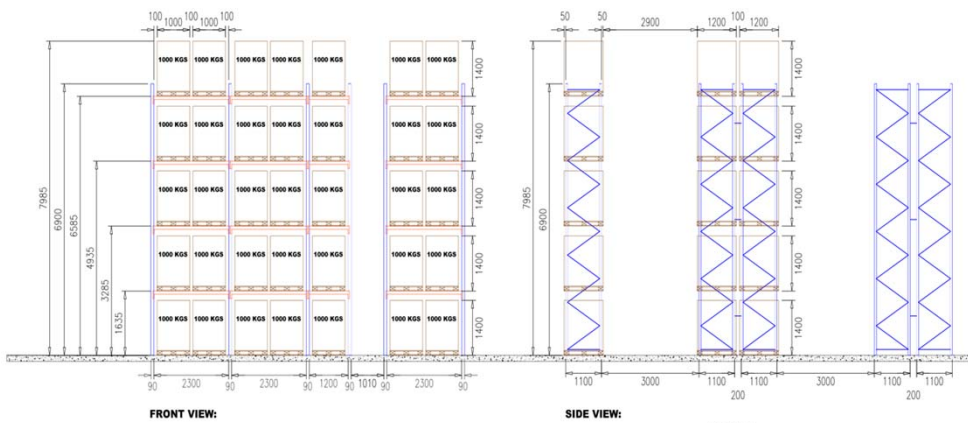 100 100 100
1000 1000
50 50 2900 1200 100 1200
1000 KGS 1000 KGS 1000 KGS 1000 KGS 1000 KGS 1000 KGS 1000 KGS
1400 1400
1000 KGS 1000 KGS 1000 KGS 1000 KGS 1000 KGS 1000 KGS 1000 KGS
1400 1400
1000 KGS 1000 KGS 1000 KGS 1000 KGS 1000 KGS 1000 KGS 1000 KGS
1400 1400
1000 KGS 1000 KGS 1000 KGS 1000 KGS 1000 KGS 1000 KGS 1000 KGS
1400 1400
1000 KGS 1000 KGS 1000 KGS 1000 KGS 1000 KGS 1000 KGS 1000 KGS
1400 1400
7985 6900 6585 4935 3285 1635
7985 6900
90 2300 90 2300 90 1200 90 1010 90 2300 90
1100 3000 1100 1100 3000 1100 1100
200 200
FRONT VIEW:
SIDE VIEW: